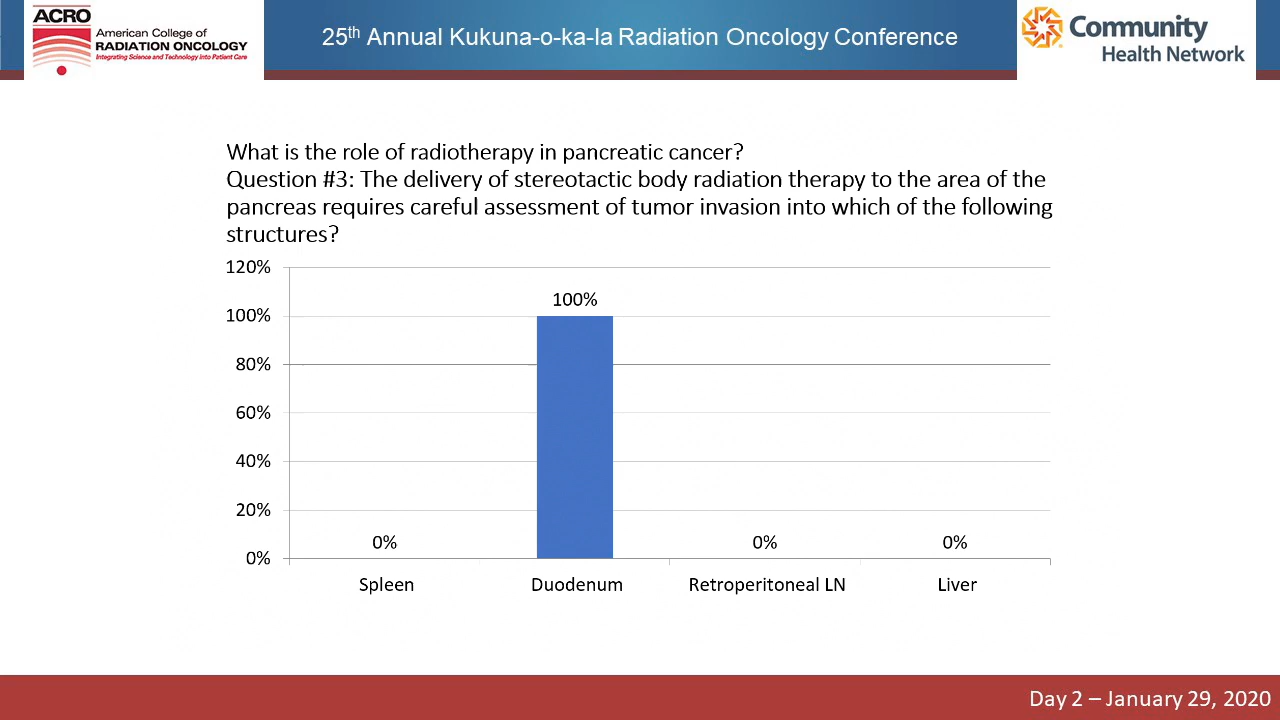 ACRO
American College of
RADIATION ONCOLOGY
Integrating Science and Technology into Patient Care
25th Annual Kukuna-o-ka-la Radiation Oncology Conference
Community
Health Network
What is the role of radiotherapy in pancreatic cancer?
Question #3: The delivery of stereotactic body radiation therapy to the area of the
pancreas requires careful assessment of tumor invasion into which of the following
structures?
120%
100%
100%
80%
60%
40%
20%
0%
0%
0%
0%
Spleen
Duodenum
Retroperitoneal LN
Liver
Day 2 – January 29, 2020